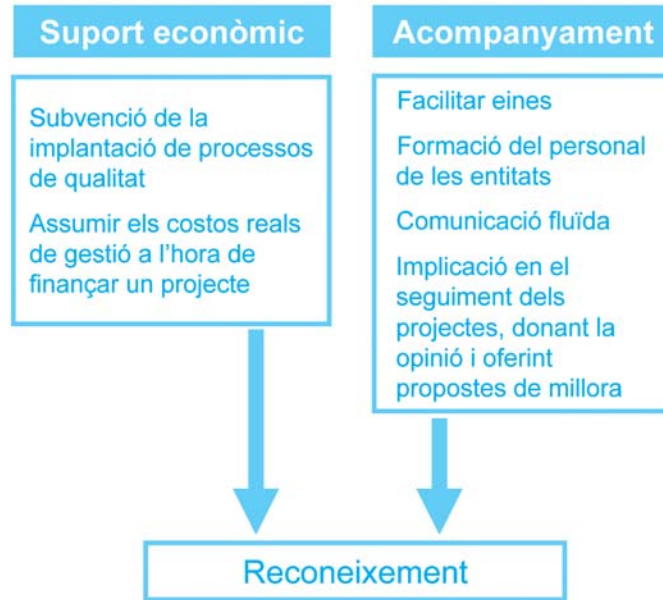 Suport econòmic
Subvenció de la
implantació de processos
de qualitat
Assumir els costos reals
de gestió a l'hora de
finançar un projecte
Acompanyament
Facilitar eines
Formació del personal
de les entitats
Comunicació fluïda
Implicació en el
seguiment dels
projectes, donant la
opinió i oferint
propostes de millora
Reconeixement